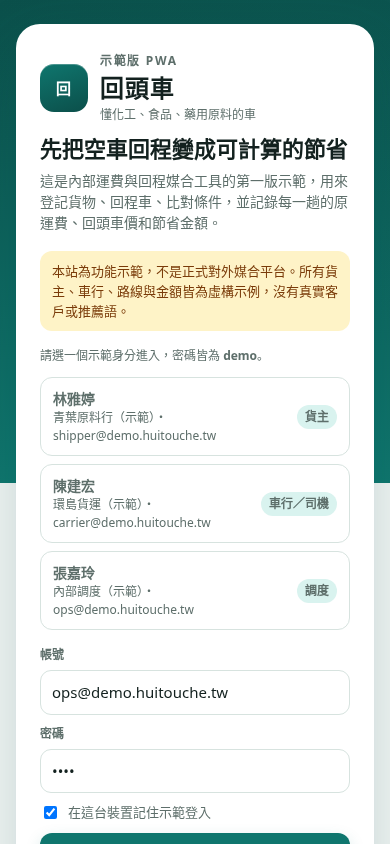 示範版 PWA
回
回頭車
懂化工、食品、藥用原料的車
先把空車回程變成可計算的節省
這是內部運費與回程媒合工具的第一版示範，用來
登記貨物、回程車、比對條件，並記錄每一趟的原
運費、回頭車價和節省金額。
本站為功能示範，不是正式對外媒合平台。所有貨
主、車行、路線與金額皆為虛構示例，沒有真實客
戶或推薦語。
請選一個示範身分進入，密碼皆為 demo。
林雅婷
青葉原料行（示範）·
shipper@demo.huitouche.tw
貨主
陳建宏
環島貨運（示範）·
carrier@demo.huitouche.tw
車行／司機
張嘉玲
內部調度（示範）·
ops@demo.huitouche.tw
調度
帳號
ops@demo.huitouche.tw
密碼
••••
在這台裝置記住示範登入